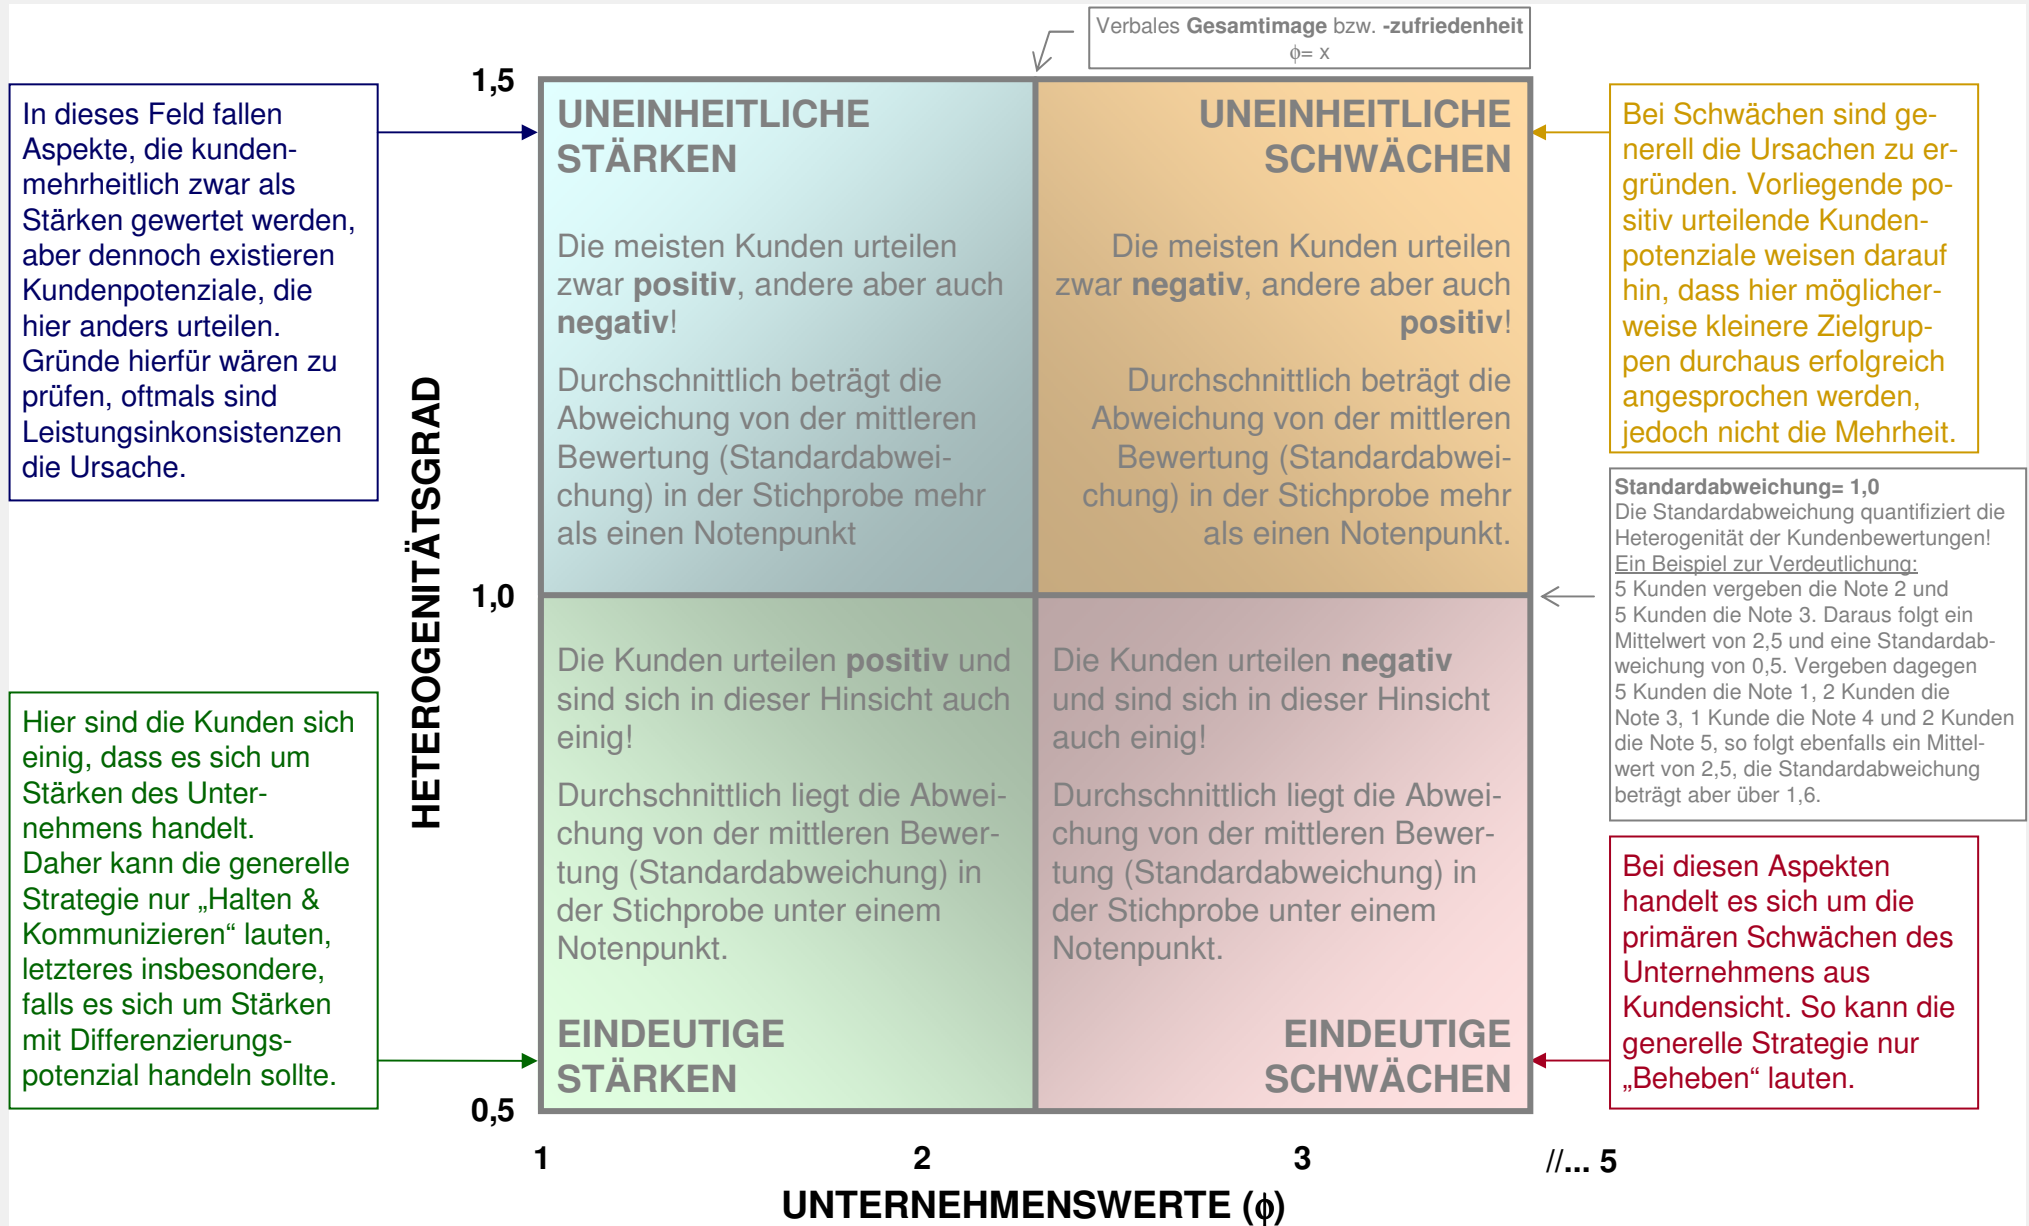 Verbales Gesamtimage bzw. -zufriedenheit
ϕ= x
In dieses Feld fallen
Aspekte, die kunden-
mehrheitlich zwar als
Stärken gewertet werden,
aber dennoch existieren
Kundenpotenziale, die
hier anders urteilen.
Gründe hierfür wären zu
prüfen, oftmals sind
Leistungsinkonsistenzen
die Ursache.
Hier sind die Kunden sich
einig, dass es sich um
Stärken des Unter-
nehmens handelt.
Daher kann die generelle
Strategie nur „Halten &
Kommunizieren“ lauten,
letzteres insbesondere,
falls es sich um Stärken
mit Differenzierungs-
potenzial handeln sollte.
HETEROGENITÄTSGRAD
1,5
1,0
0,5
UNEINHEITLICHE
STÄRKEN
Die meisten Kunden urteilen
zwar positiv, andere aber auch
negativ!
Durchschnittlich beträgt die
Abweichung von der mittleren
Bewertung (Standardabwei-
chung) in der Stichprobe mehr
als einen Notenpunkt
UNEINHEITLICHE
SCHWÄCHEN
Die meisten Kunden urteilen
zwar negativ, andere aber auch
positiv!
Durchschnittlich beträgt die
Abweichung von der mittleren
Bewertung (Standardabwei-
chung) in der Stichprobe mehr
als einen Notenpunkt.
Die Kunden urteilen positiv und
sind sich in dieser Hinsicht auch
einig!
Durchschnittlich liegt die Abwei-
chung von der mittleren Bewer-
tung (Standardabweichung) in
der Stichprobe unter einem
Notenpunkt.
EINDEUTIGE
STÄRKEN
Die Kunden urteilen negativ
und sind sich in dieser Hinsicht
auch einig!
Durchschnittlich liegt die Abwei-
chung von der mittleren Bewer-
tung (Standardabweichung) in
der Stichprobe unter einem
Notenpunkt.
EINDEUTIGE
SCHWÄCHEN
Bei Schwächen sind ge-
nerell die Ursachen zu er-
gründen. Vorliegende po-
sitiv urteilende Kunden-
potenziale weisen darauf
hin, dass hier möglicher-
weise kleinere Zielgrup-
pen durchaus erfolgreich
angesprochen werden,
jedoch nicht die Mehrheit.
Standardabweichung= 1,0
Die Standardabweichung quantifiziert die
Heterogenität der Kundenbewertungen!
Ein Beispiel zur Verdeutlichung:
5 Kunden vergeben die Note 2 und
5 Kunden die Note 3. Daraus folgt ein
Mittelwert von 2,5 und eine Standardab-
weichung von 0,5. Vergeben dagegen
5 Kunden die Note 1, 2 Kunden die
Note 3, 1 Kunde die Note 4 und 2 Kunden
die Note 5, so folgt ebenfalls ein Mittel-
wert von 2,5, die Standardabweichung
beträgt aber über 1,6.
Bei diesen Aspekten
handelt es sich um die
primären Schwächen des
Unternehmens aus
Kundensicht. So kann die
generelle Strategie nur
„Beheben“ lauten.
1 2 3 //... 5
UNTERNEHMENSWERTE (ϕ)